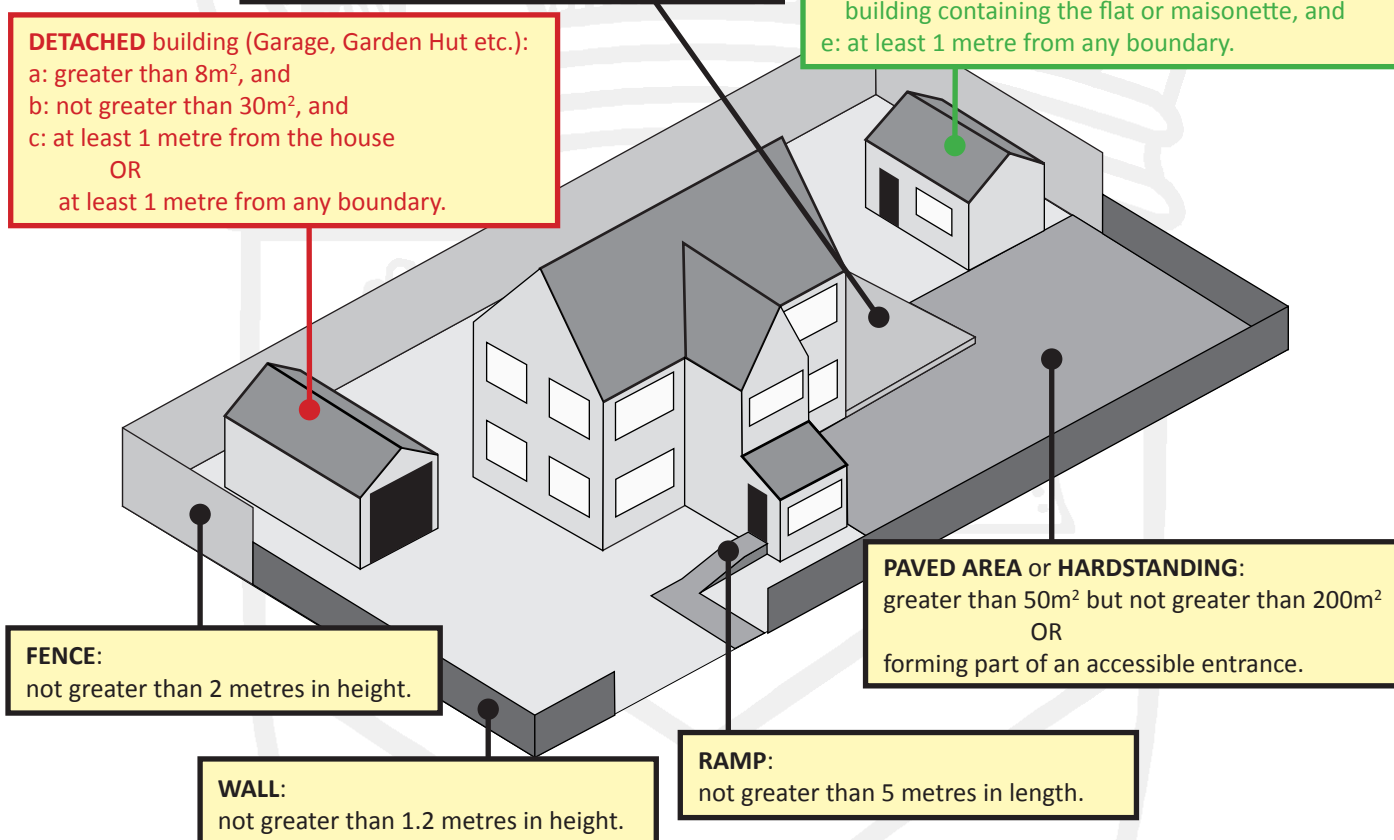 building containing the flat or maisonette, and
e: at least 1 metre from any boundary.
DETACHED building (Garage, Garden Hut etc.):
a: greater than 8m², and
b: not greater than 30m², and
c: at least 1 metre from the house
OR
at least 1 metre from any boundary.
PAVED AREA or HARDSTANDING:
greater than 50m² but not greater than 200m²
OR
forming part of an accessible entrance.
FENCE:
not greater than 2 metres in height.
RAMP:
not greater than 5 metres in length.
WALL:
not greater than 1.2 metres in height.